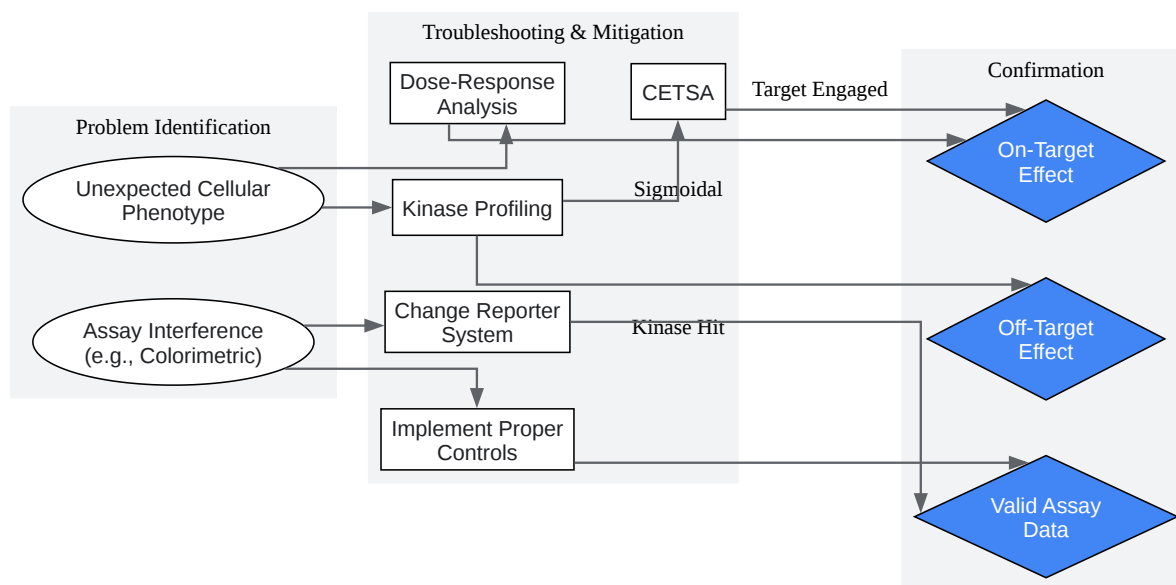 Troubleshooting & Mitigation
Confirmation
Problem Identification
Dose-Response
Analysis
CETSA
Target Engaged
On-Target
Effect
Unexpected Cellular
Phenotype
Kinase Profiling
Sigmoidal
Assay Interference
(e.g., Colorimetric)
Change Reporter
System
Kinase Hit
Off-Target
Effect
Implement Proper
Controls
Valid Assay
Data